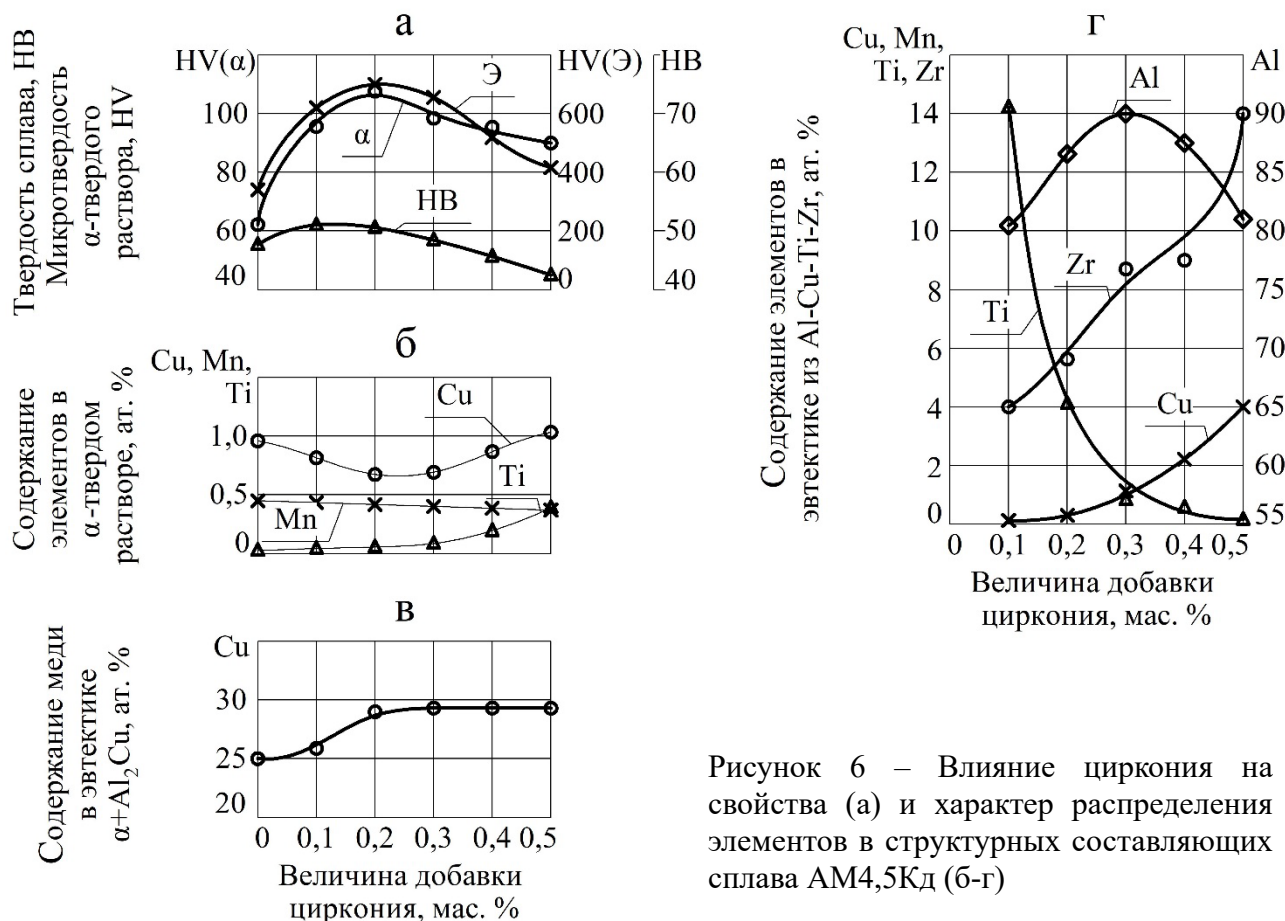 а
Твердость сплава, HB
Микротвердость
α-твердого
раствора, HV
HV(α)
HV(Э)
HB
100
80
60
40
600
400
200
0
70
60
50
40
Э
α
HB
б
Содержание
элементов в
α-твердом
растворе, ат. %
Cu, Mn,
Ti
1,0
0,5
0
Cu
Ti
Mn
в
Содержание меди
в эвтектике
α+Al₂Cu, ат. %
Cu
30
25
20
0 0,1 0,2 0,3 0,4 0,5
Величина добавки
циркония, мас. %
г
Содержание элементов в
эвтектике из Al-Cu-Ti-Zr, ат. %
Cu, Mn,
Ti, Zr
Al
14
12
10
8
6
4
2
0
90
85
80
75
70
65
60
55
Al
Zr
Ti
Cu
0 0,1 0,2 0,3 0,4 0,5
Величина добавки
циркония, мас. %
Рисунок 6 – Влияние циркония на
свойства (а) и характер распределения
элементов в структурных составляющих
сплава АМ4,5Кд (б-г)